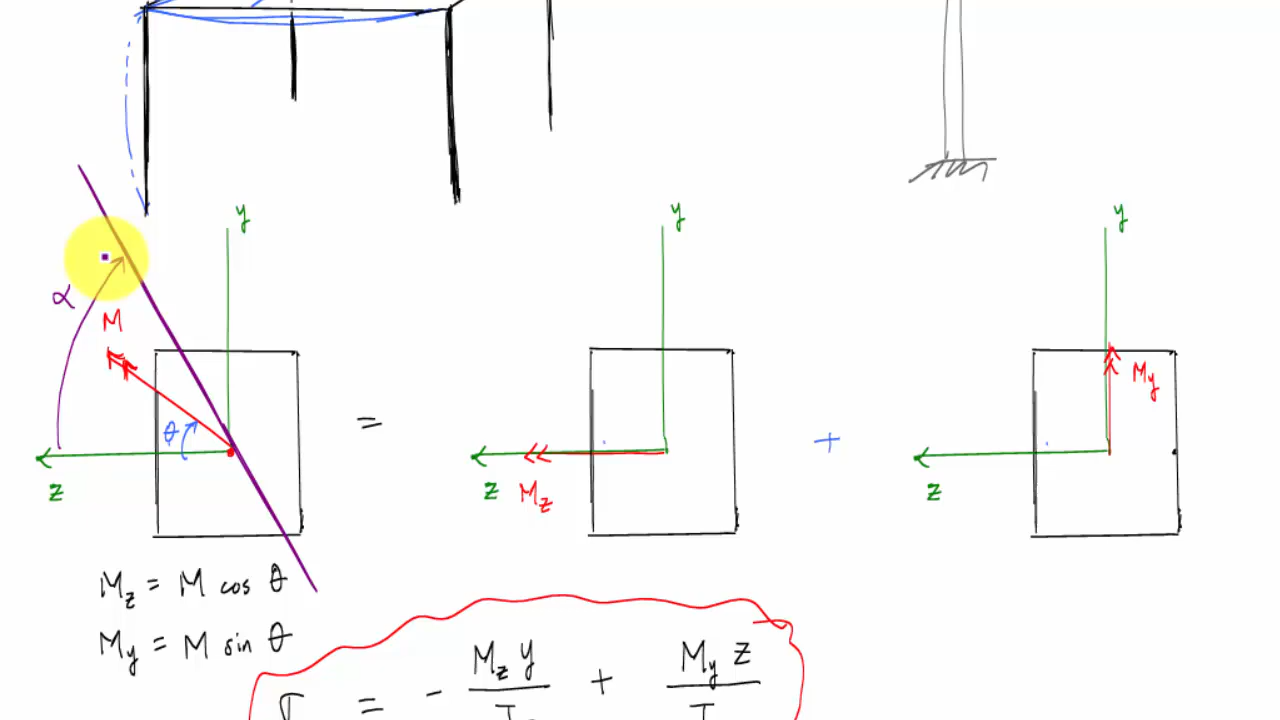 y
y
y
α
M
My
θ
=
+
z
z
Mz
z
Mz = M cos θ
My = M sin θ
σ = - Mz y / I + My z / I